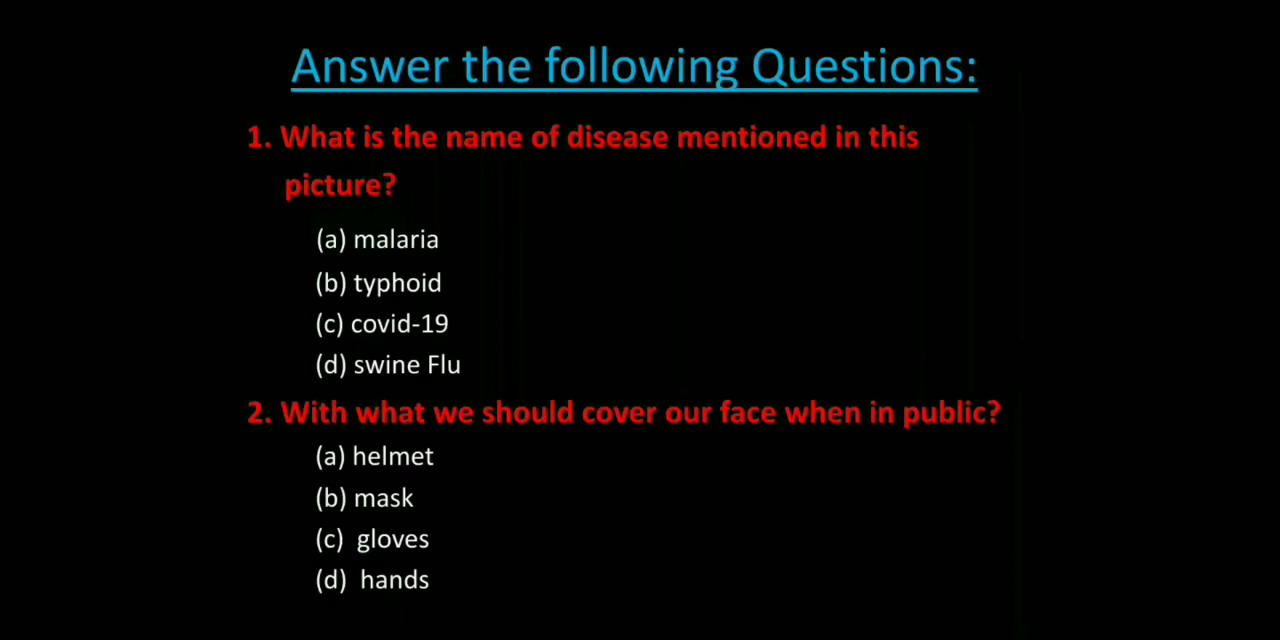 Answer the following Questions:
1. What is the name of disease mentioned in this
picture?
(a) malaria
(b) typhoid
(c) covid-19
(d) swine Flu
2. With what we should cover our face when in public?
(a) helmet
(b) mask
(c) gloves
(d) hands